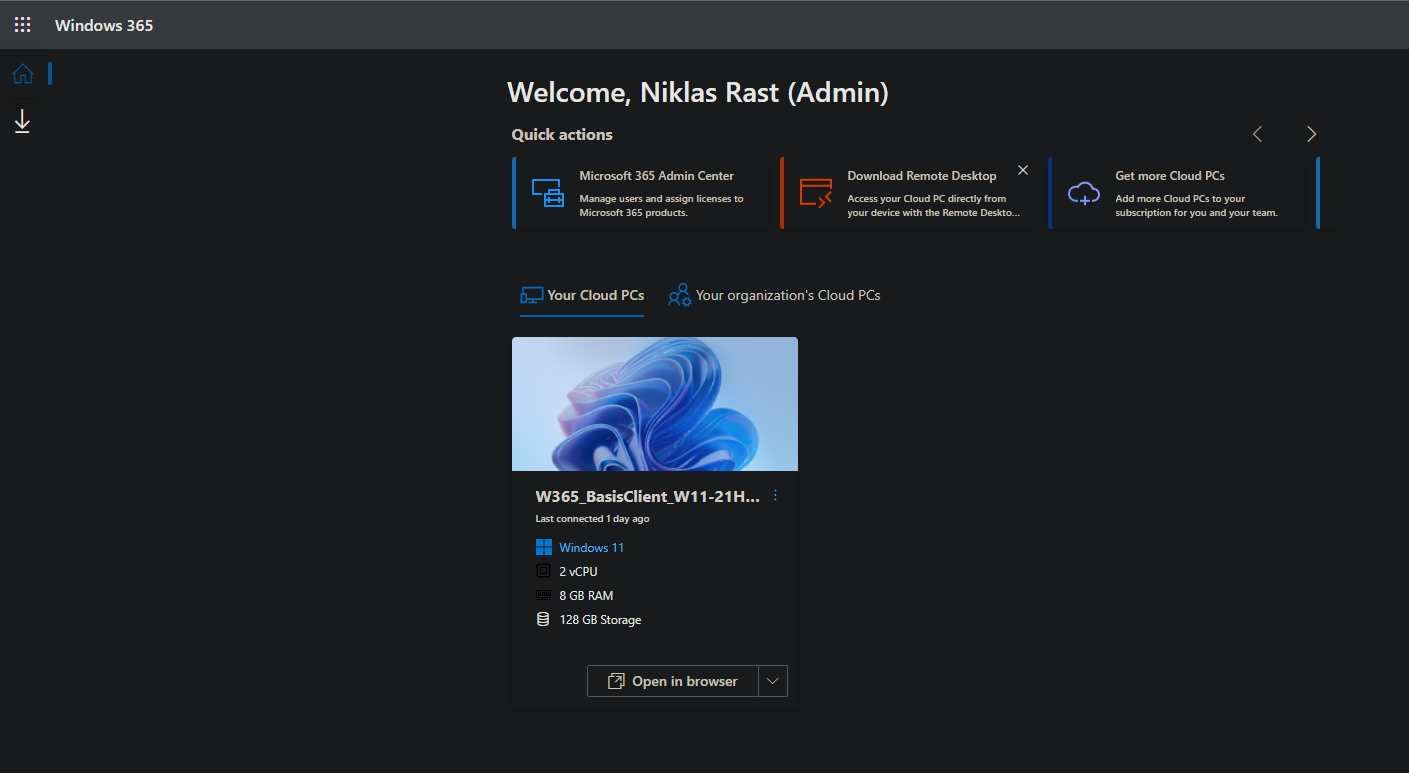 Windows 365
Welcome, Niklas Rast (Admin)
Quick actions
Microsoft 365 Admin Center
Manage users and assign licenses to
Microsoft 365 products.
Download Remote Desktop
Access your Cloud PC directly from
your device with the Remote Deskto...
Get more Cloud PCs
Add more Cloud PCs to your
subscription for you and your team.
Your Cloud PCs
Your organization's Cloud PCs
W365_BasisClient_W11-21H...
Last connected 1 day ago
Windows 11
2 vCPU
8 GB RAM
128 GB Storage
Open in browser